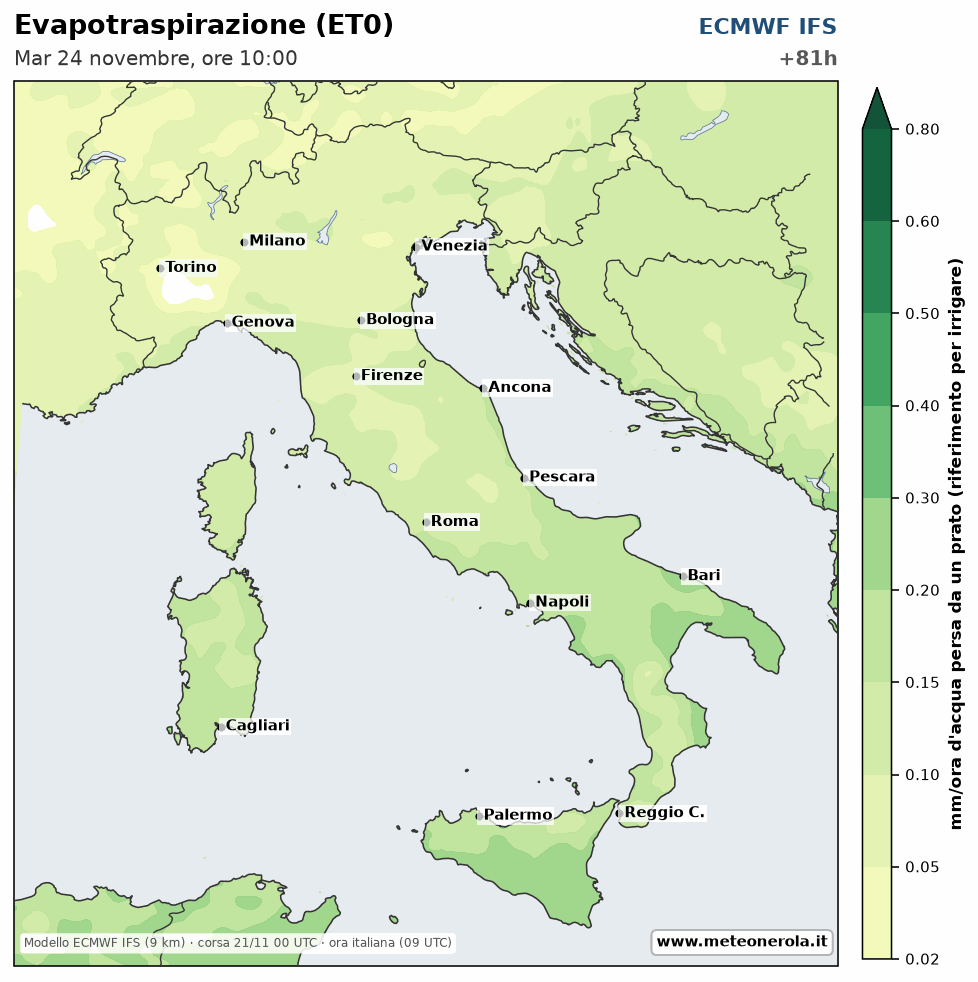 Evapotraspirazione (ET0)
ECMWF IFS
Mar 24 novembre, ore 10:00
+81h
Milano
Venezia
Torino
Genova
Bologna
Firenze
Ancona
Pescara
Roma
Bari
Napoli
Cagliari
Palermo
Reggio C.
0.80
0.60
0.50
0.40
0.30
0.20
0.15
0.10
0.05
0.02
mm/ora d'acqua persa da un prato (riferimento per irrigare)
Modello ECMWF IFS (9 km) · corsa 21/11 00 UTC · ora italiana (09 UTC)
www.meteonerola.it